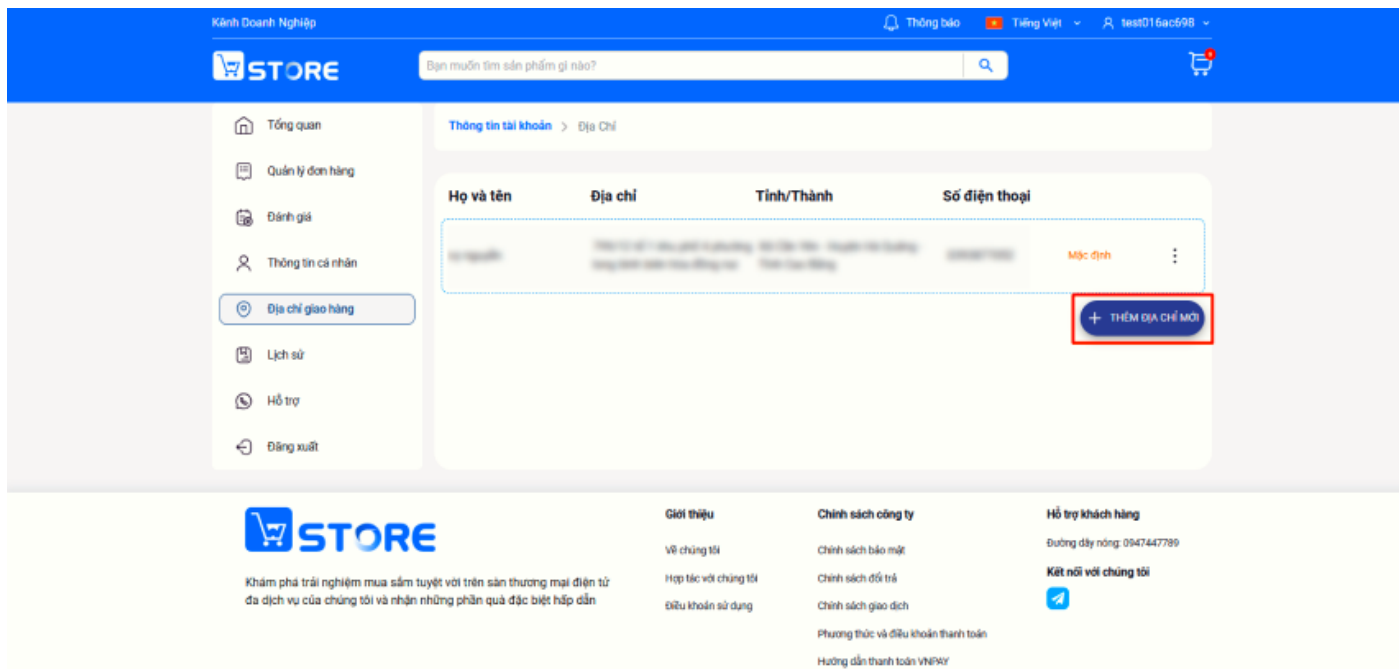 Kênh Doanh Nghiệp
Thông báo
Tiếng Việt
test016ac698
STORE
Bạn muốn tìm sản phẩm gì nào?
Tổng quan
Quản lý đơn hàng
Đánh giá
Thông tin cá nhân
Địa chỉ giao hàng
Lịch sử
Hỗ trợ
Đăng xuất
Thông tin tài khoản > Địa Chỉ
Họ và tên Địa chỉ Tỉnh/Thành Số điện thoại
Mặc định
+ THÊM ĐỊA CHỈ MỚI
STORE
Khám phá trải nghiệm mua sắm tuyệt vời trên sàn thương mại điện tử
đa dịch vụ của chúng tôi và nhận những phần quà đặc biệt hấp dẫn
Giới thiệu
Về chúng tôi
Hợp tác với chúng tôi
Điều khoản sử dụng
Chính sách công ty
Chính sách bảo mật
Chính sách đổi trả
Chính sách giao dịch
Phương thức và điều khoản thanh toán
Hướng dẫn thanh toán VNPAY
Hỗ trợ khách hàng
Đường dây nóng: 0947447789
Kết nối với chúng tôi